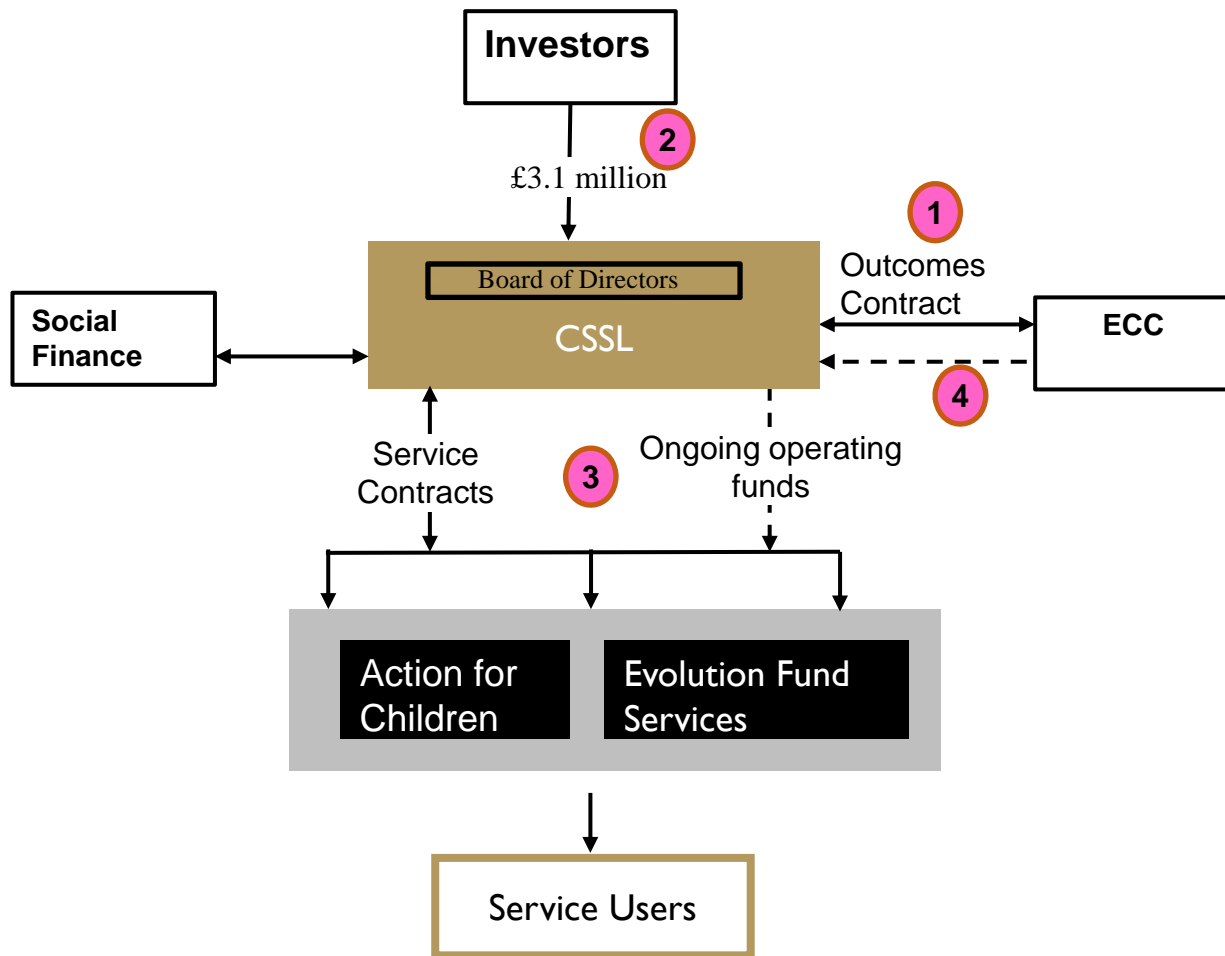 Investors
2
£3.1 million
1
Outcomes
Contract
Board of Directors
CSSL
Social
Finance
ECC
4
Service
Contracts
3
Ongoing operating
funds
Action for
Children
Evolution Fund
Services
Service Users